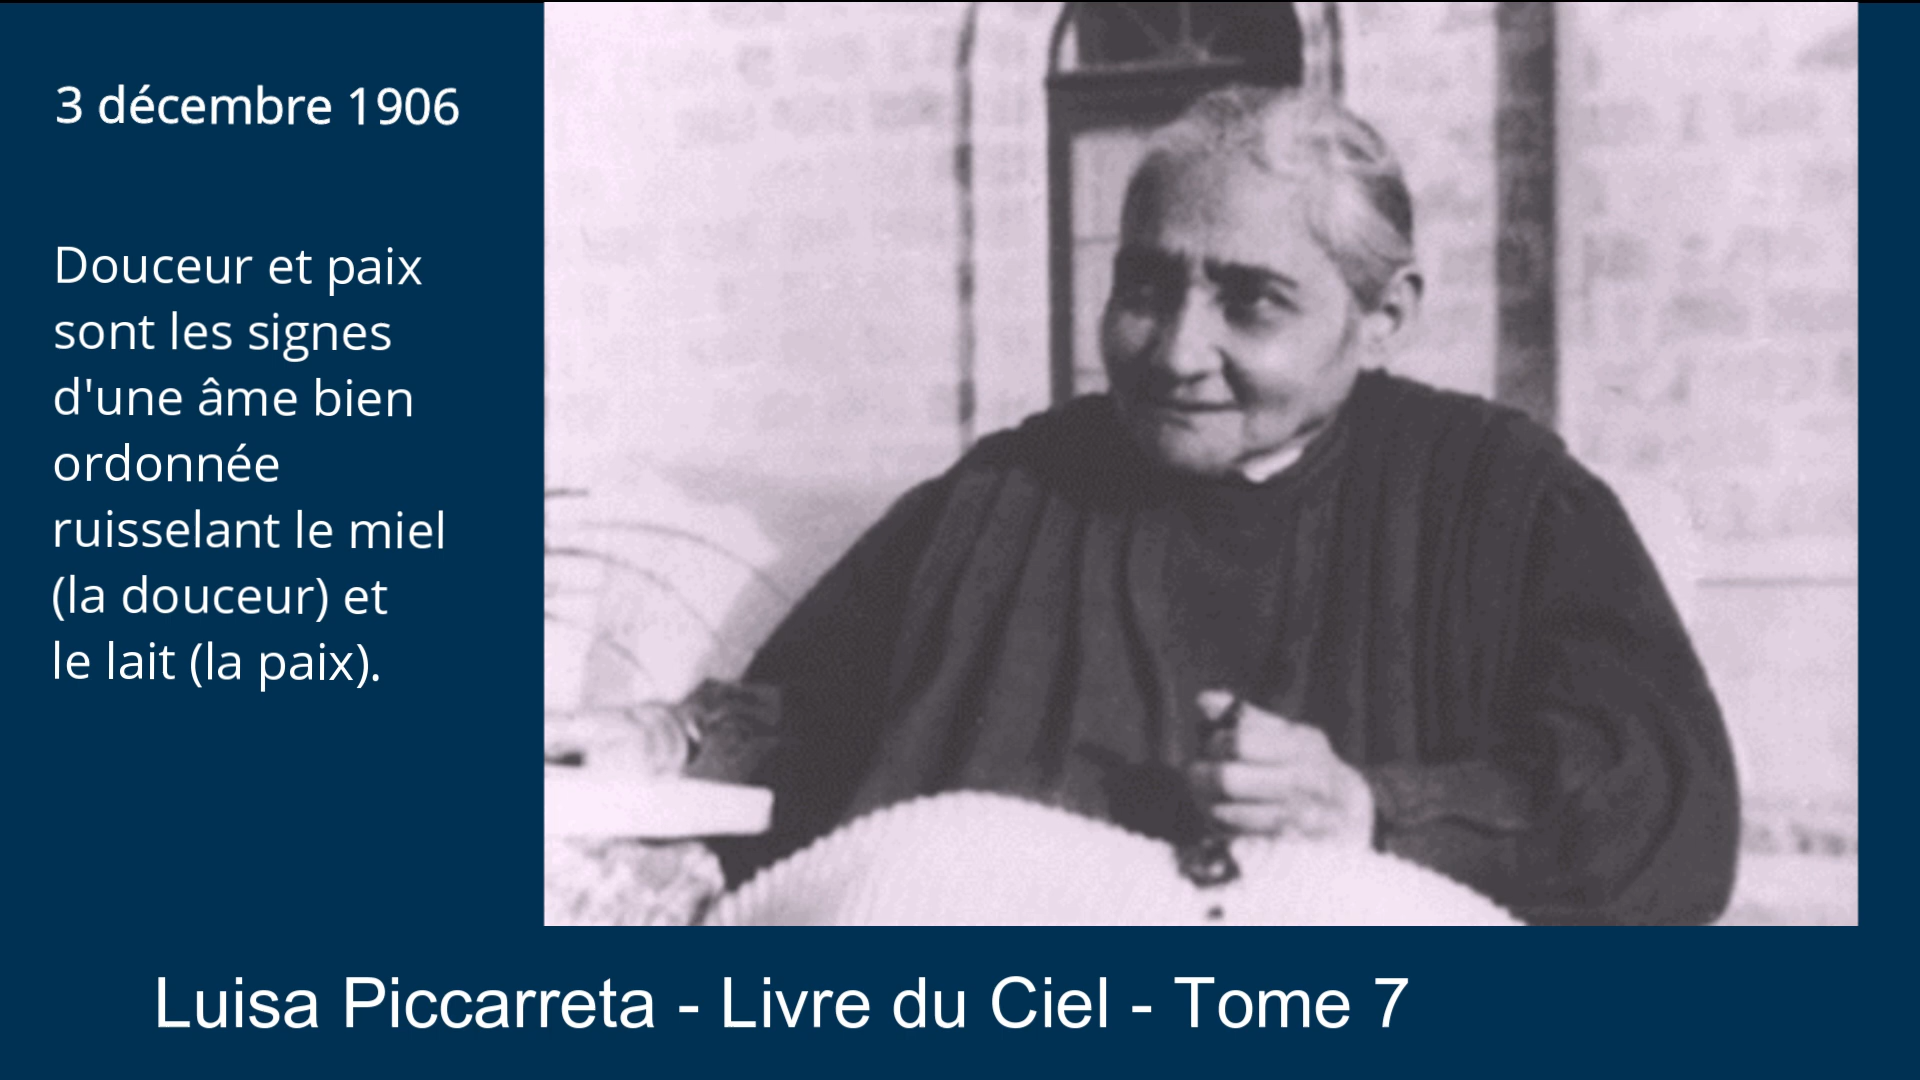 3 décembre 1906
Douceur et paix
sont les signes
d'une âme bien
ordonnée
ruisselant le miel
(la douceur) et
le lait (la paix).
Luisa Piccarreta - Livre du Ciel - Tome 7